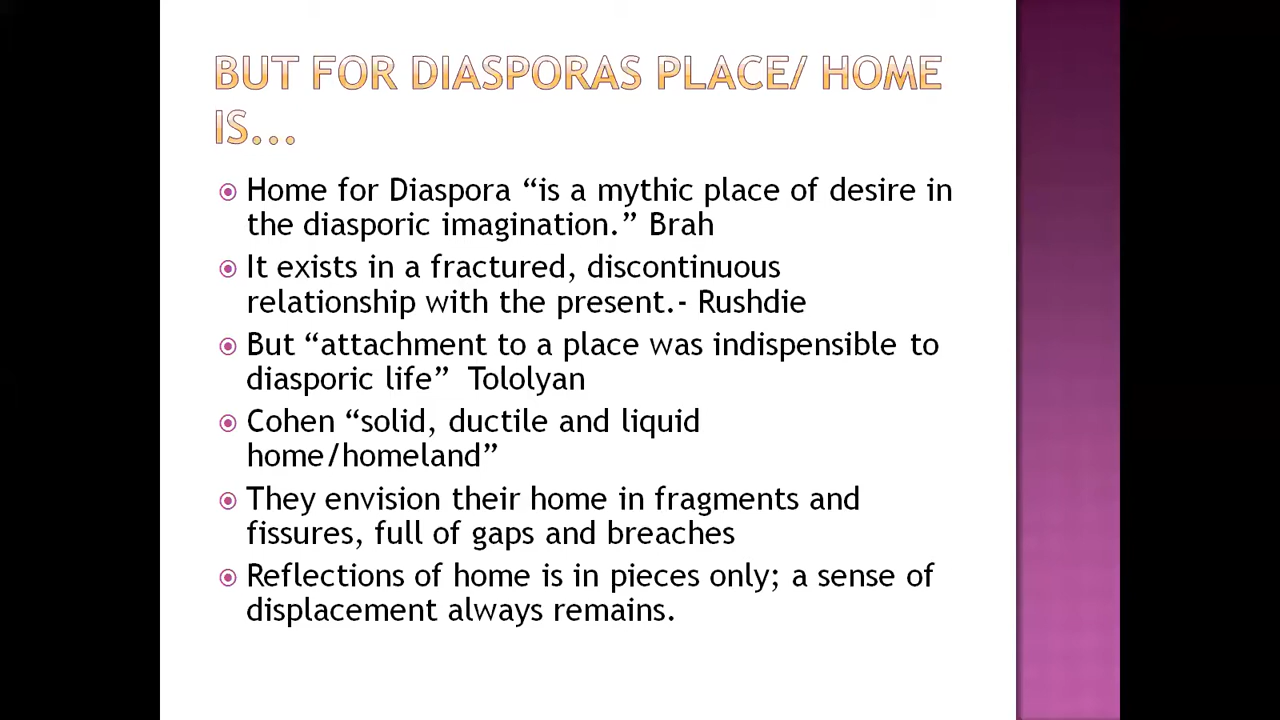 BUT FOR DIASPORAS PLACE/ HOME
IS...
Home for Diaspora “is a mythic place of desire in
the diasporic imagination.” Brah
It exists in a fractured, discontinuous
relationship with the present.- Rushdie
But “attachment to a place was indispensible to
diasporic life”  Tololyan
Cohen “solid, ductile and liquid
home/homeland”
They envision their home in fragments and
fissures, full of gaps and breaches
Reflections of home is in pieces only; a sense of
displacement always remains.